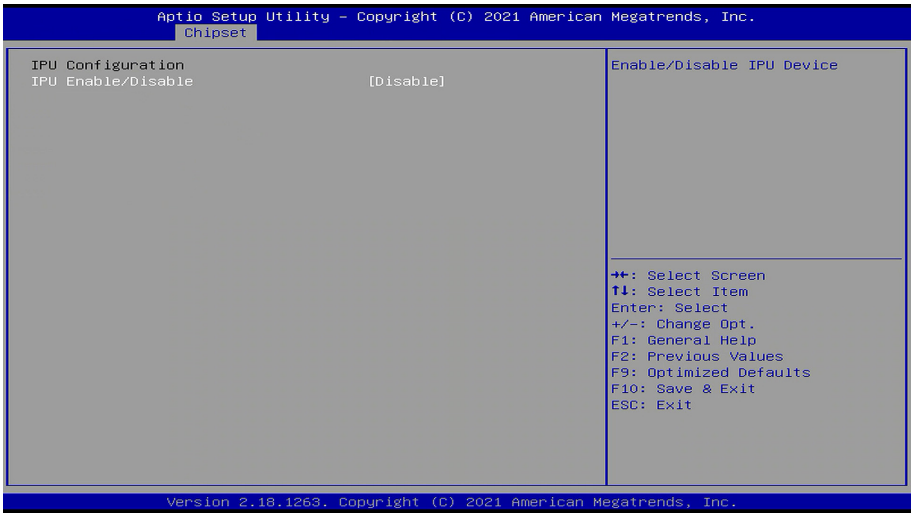 Aptio Setup Utility – Copyright (C) 2021 American Megatrends, Inc.
Chipset
IPU Configuration
IPU Enable/Disable [Disable]
Enable/Disable IPU Device
→←: Select Screen
↑↓: Select Item
Enter: Select
+/-: Change Opt.
F1: General Help
F2: Previous Values
F9: Optimized Defaults
F10: Save & Exit
ESC: Exit
Version 2.18.1263. Copyright (C) 2021 American Megatrends, Inc.